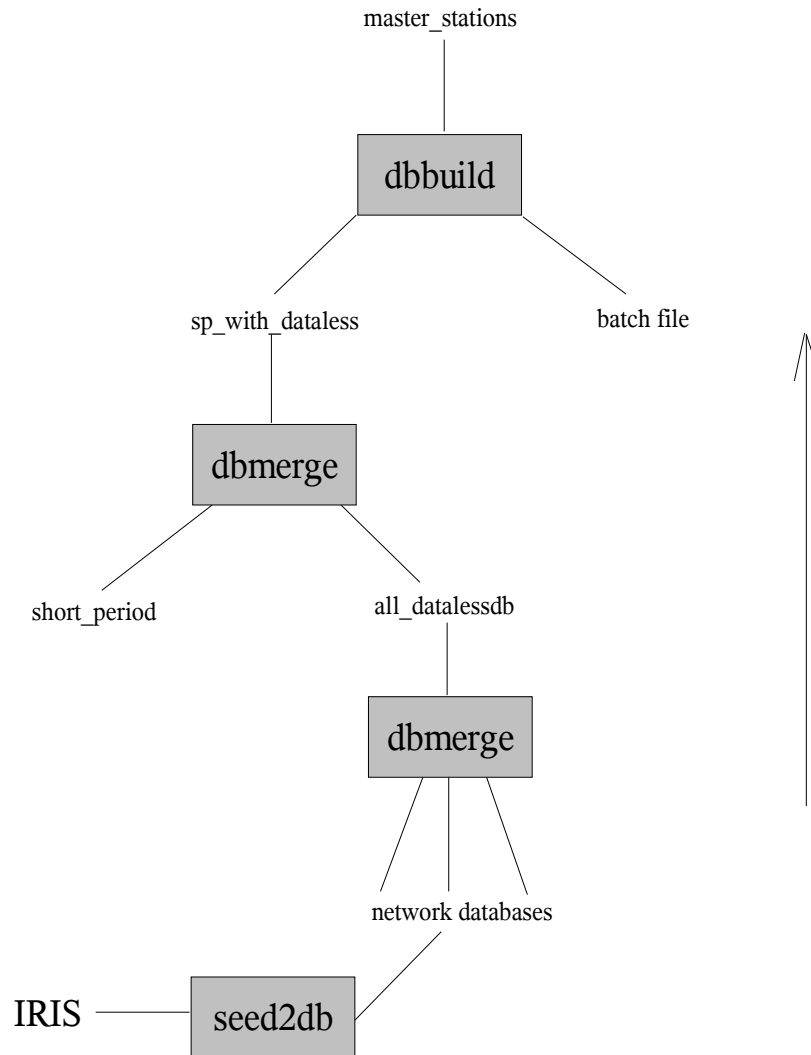 master_stations
dbbuild
sp_with_dataless
batch file
dbmerge
short_period
all_datalessdb
dbmerge
network databases
IRIS
seed2db